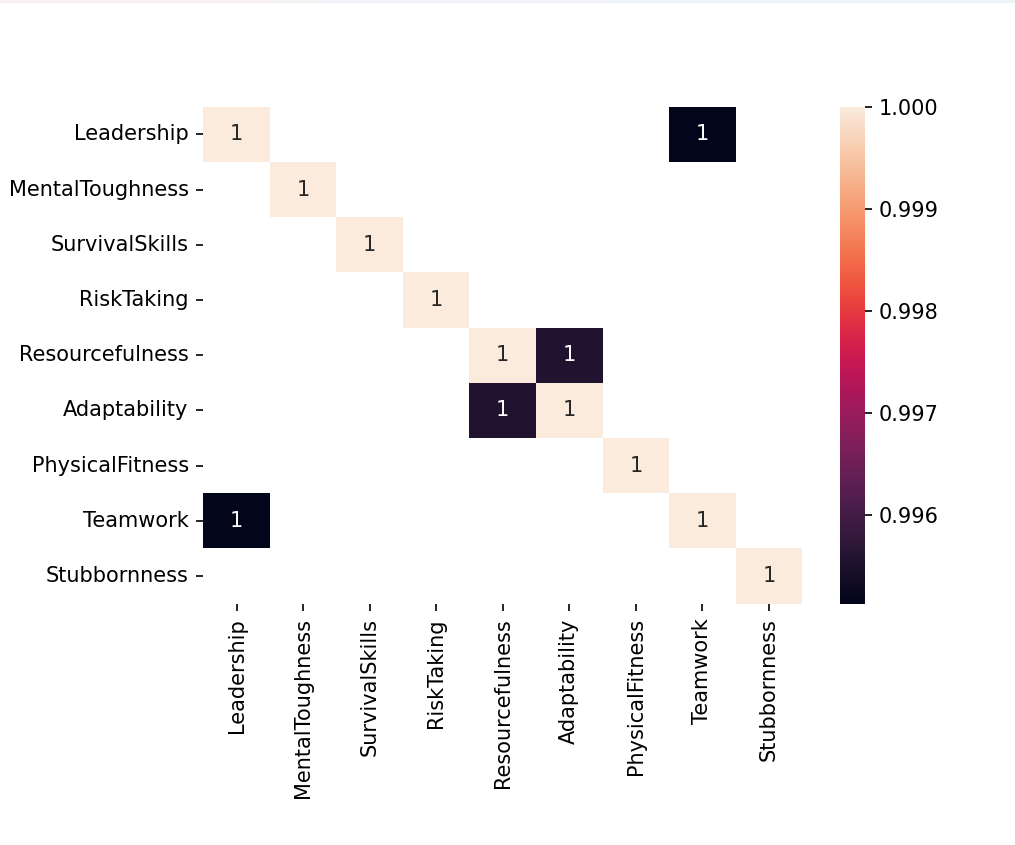 Leadership 1 1 1.000
MentalToughness 1
0.999
SurvivalSkills 1
RiskTaking 1
0.998
Resourcefulness 1 1
Adaptability 1 1
0.997
PhysicalFitness 1
Teamwork 1 1
0.996
Stubbornness 1
Leadership
MentalToughness
SurvivalSkills
RiskTaking
Resourcefulness
Adaptability
PhysicalFitness
Teamwork
Stubbornness